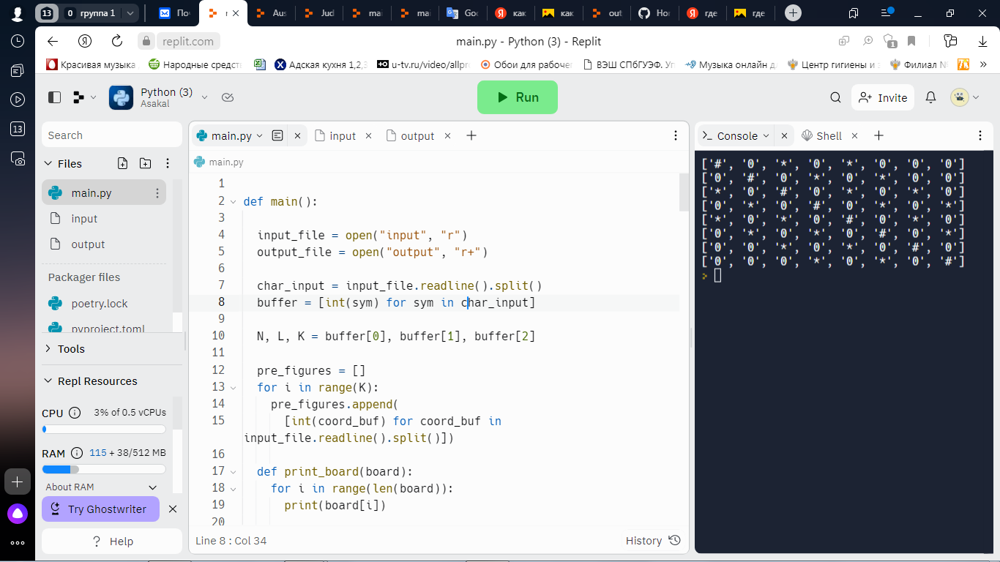 13 0 группа 1 По Aus Jud mai mai Goo как как out Hor где где
replit.com main.py - Python (3) - Replit 1
Красивая музыка Народные средст Адская кухня 1,2,3 u-tv.ru/video/allpr Обои для рабочег ВЭШ СПбГУЭФ. Уп Музыка онлайн д Центр гигиены и з Филиал №
Python (3)
Asakal
Run
Invite
Search
Files
main.py
input
output
Packager files
poetry.lock
pyproject.toml
Tools
Repl Resources
CPU 3% of 0.5 vCPUs
RAM 115 + 38/512 MB
About RAM
Try Ghostwriter
Help
13
main.py input output
main.py
1
2 def main():
3
4 input_file = open("input", "r")
5 output_file = open("output", "r+")
6
7 char_input = input_file.readline().split()
8 buffer = [int(sym) for sym in char_input]
9
10 N, L, K = buffer[0], buffer[1], buffer[2]
11
12 pre_figures = []
13 for i in range(K):
14 pre_figures.append(
15 [int(coord_buf) for coord_buf in
input_file.readline().split()])
16
17 def print_board(board):
18 for i in range(len(board)):
19 print(board[i])
20
Line 8 : Col 34 History
Console Shell
['#', '0', '*', '0', '*', '0', '0', '0']
['0', '#', '0', '*', '0', '*', '0', '0']
['*', '0', '#', '0', '*', '0', '*', '0']
['0', '*', '0', '#', '0', '*', '0', '*']
['*', '0', '*', '0', '#', '0', '*', '0']
['0', '*', '0', '*', '0', '#', '0', '*']
['0', '0', '*', '0', '*', '0', '#', '0']
['0', '0', '0', '*', '0', '*', '0', '#']
>